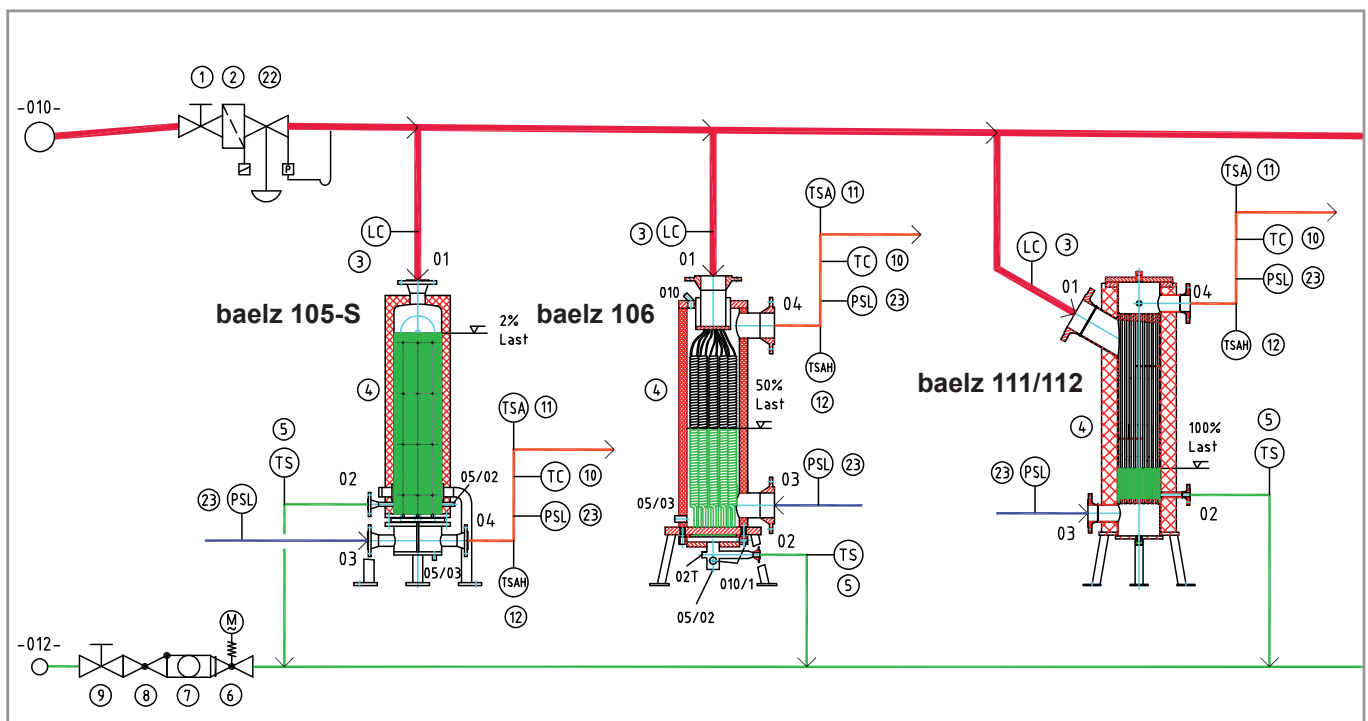 1 2 22
-010-
P
TSA 11
TSA 11
3 LC
LC 3
TC 10
TC 10
LC 3
01
01
PSL 23
PSL 23
010
04
01
04
baelz 105-S
2%
Last
baelz 106
TSAH 12
TSAH 12
4
4
50%
Last
baelz 111/112
TSA 11
4
100%
Last
5
TS
5
TS
TC 10
02
05/02
23 PSL
PSL 23
03
23 PSL
04
PSL 23
05/03
02
03
05/03
02
03
TSAH 12
02T
05/02
010/1
TS
5
M
~
-012-
9 8 7 6